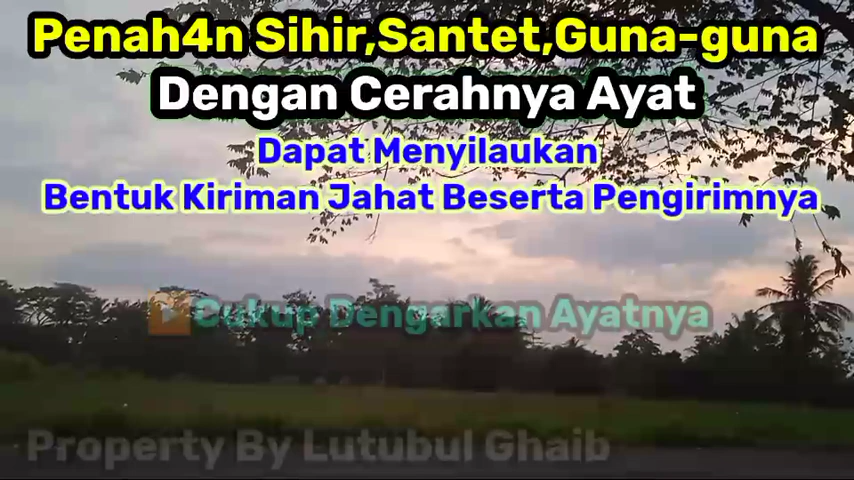 Penah4n Sihir,Santet,Guna-guna
Dengan Cerahnya Ayat
Dapat Menyilaukan
Bentuk Kiriman Jahat Beserta Pengirimnya
▶️Cukup Dengarkan Ayatnya
Property By Lutubul Ghaib